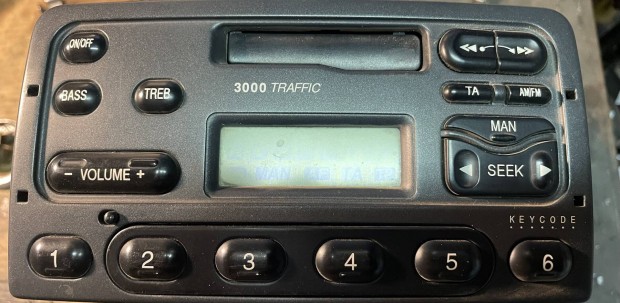 ON/OFF
BASS
TREB
3000 TRAFFIC
TA
AM/FM
MAN
- VOLUME +
SEEK
MAN TA
KEYCODE
1 2 3 4 5 6